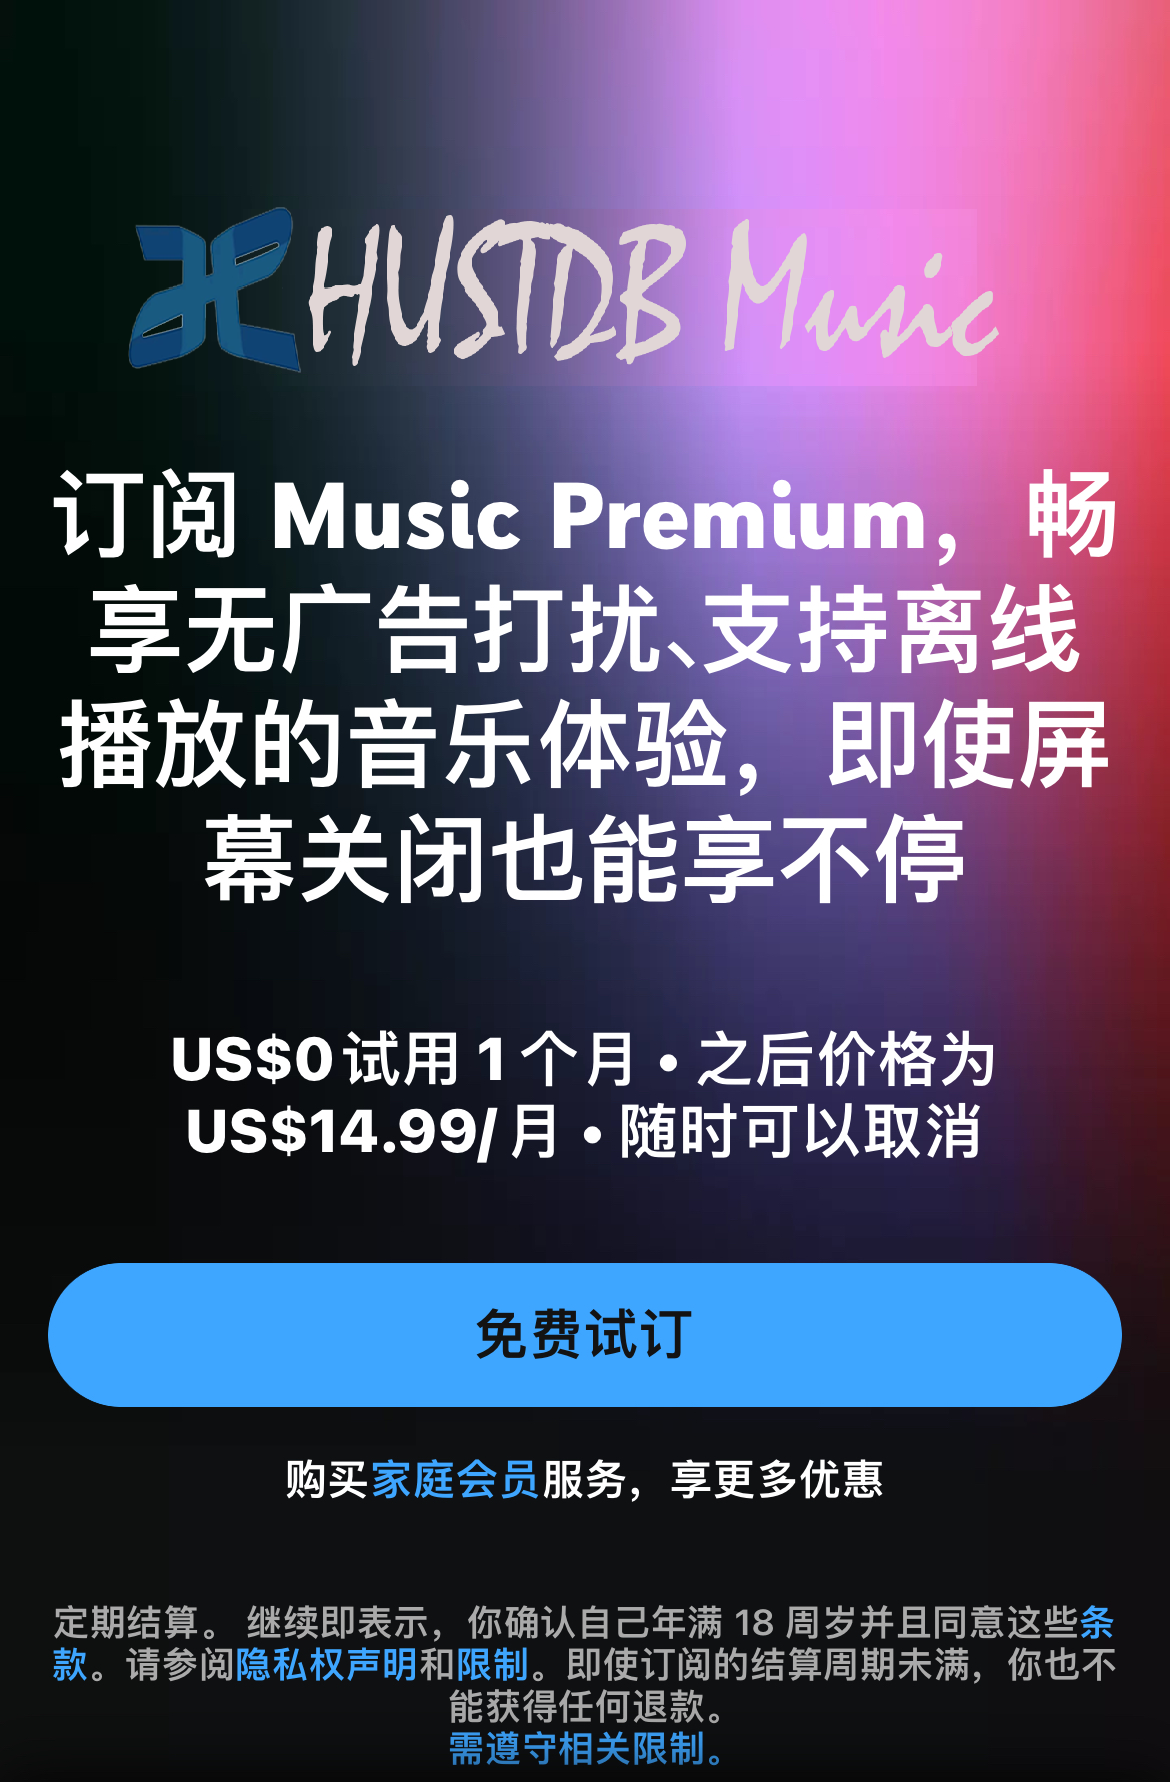 HUSTDB Music
订阅 Music Premium，畅
享无广告打扰、支持离线
播放的音乐体验，即使屏
幕关闭也能享不停
US$0 试用 1 个月 • 之后价格为
US$14.99/月 • 随时可以取消
免费试订
购买家庭会员服务，享更多优惠
定期结算。 继续即表示，你确认自己年满 18 周岁并且同意这些条
款。请参阅隐私权声明和限制。即使订阅的结算周期未满，你也不
能获得任何退款。
需遵守相关限制。